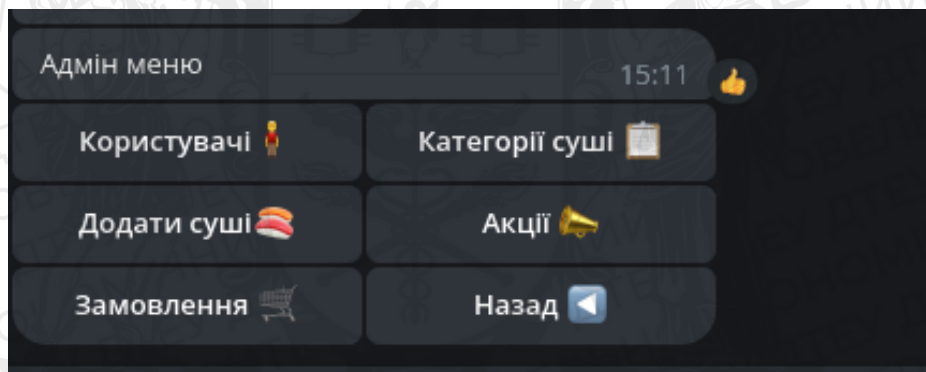 Адмін меню
15:11
Користувачі
Категорії суші
Додати суші
Акції
Замовлення
Назад